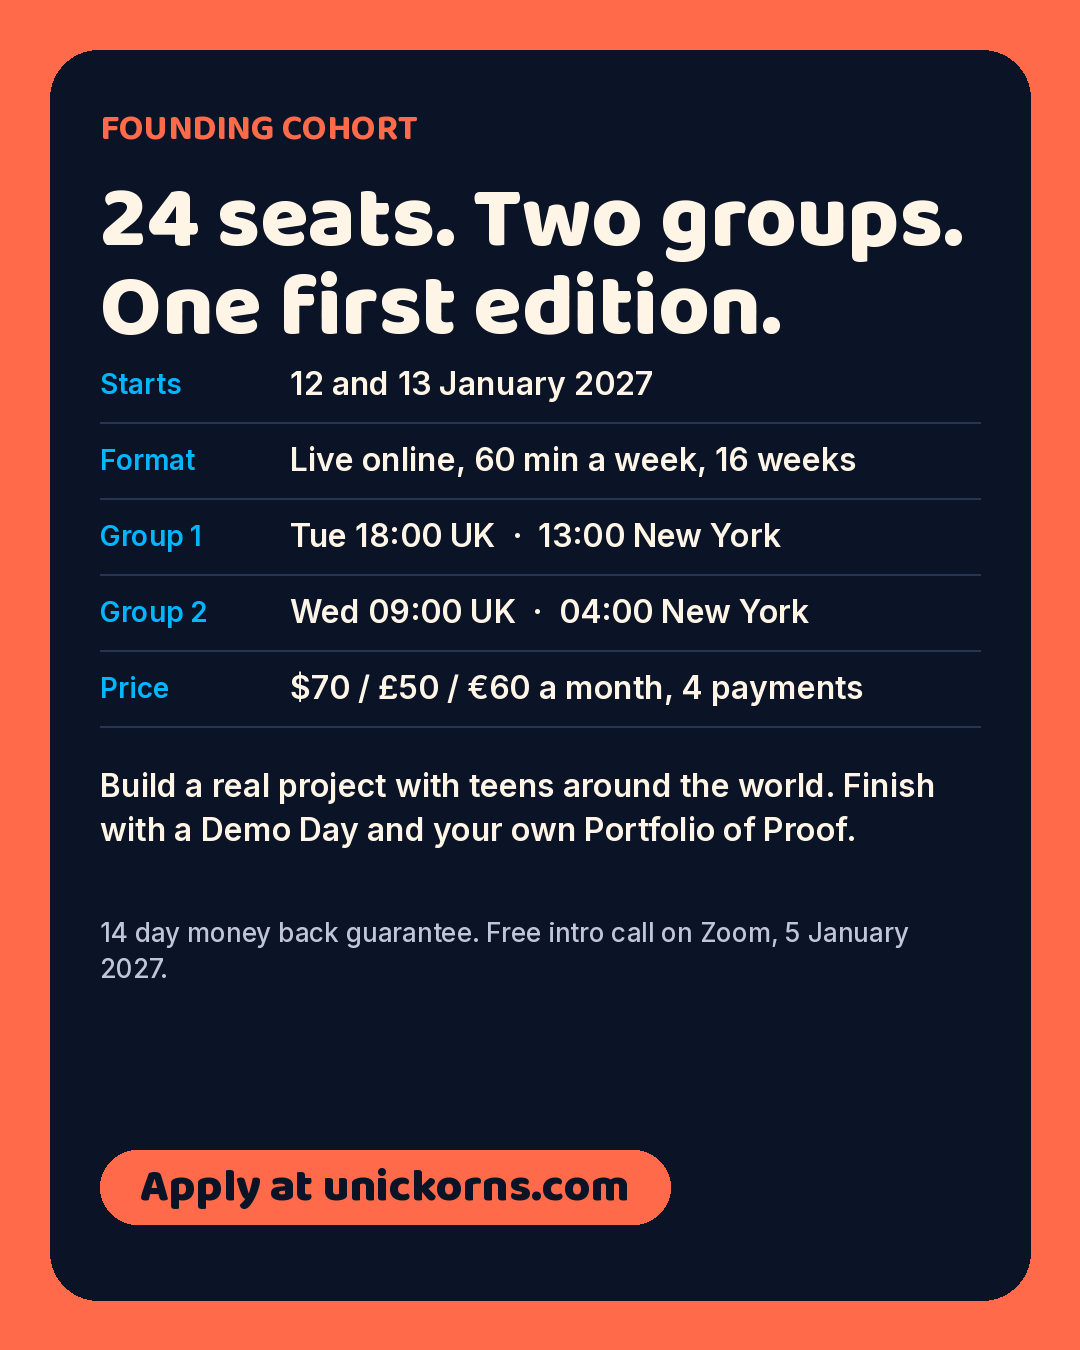 FOUNDING COHORT
24 seats. Two groups.
One first edition.
Starts 12 and 13 January 2027
Format Live online, 60 min a week, 16 weeks
Group 1 Tue 18:00 UK · 13:00 New York
Group 2 Wed 09:00 UK · 04:00 New York
Price $70 / £50 / €60 a month, 4 payments
Build a real project with teens around the world. Finish
with a Demo Day and your own Portfolio of Proof.
14 day money back guarantee. Free intro call on Zoom, 5 January
2027.
Apply at unickorns.com